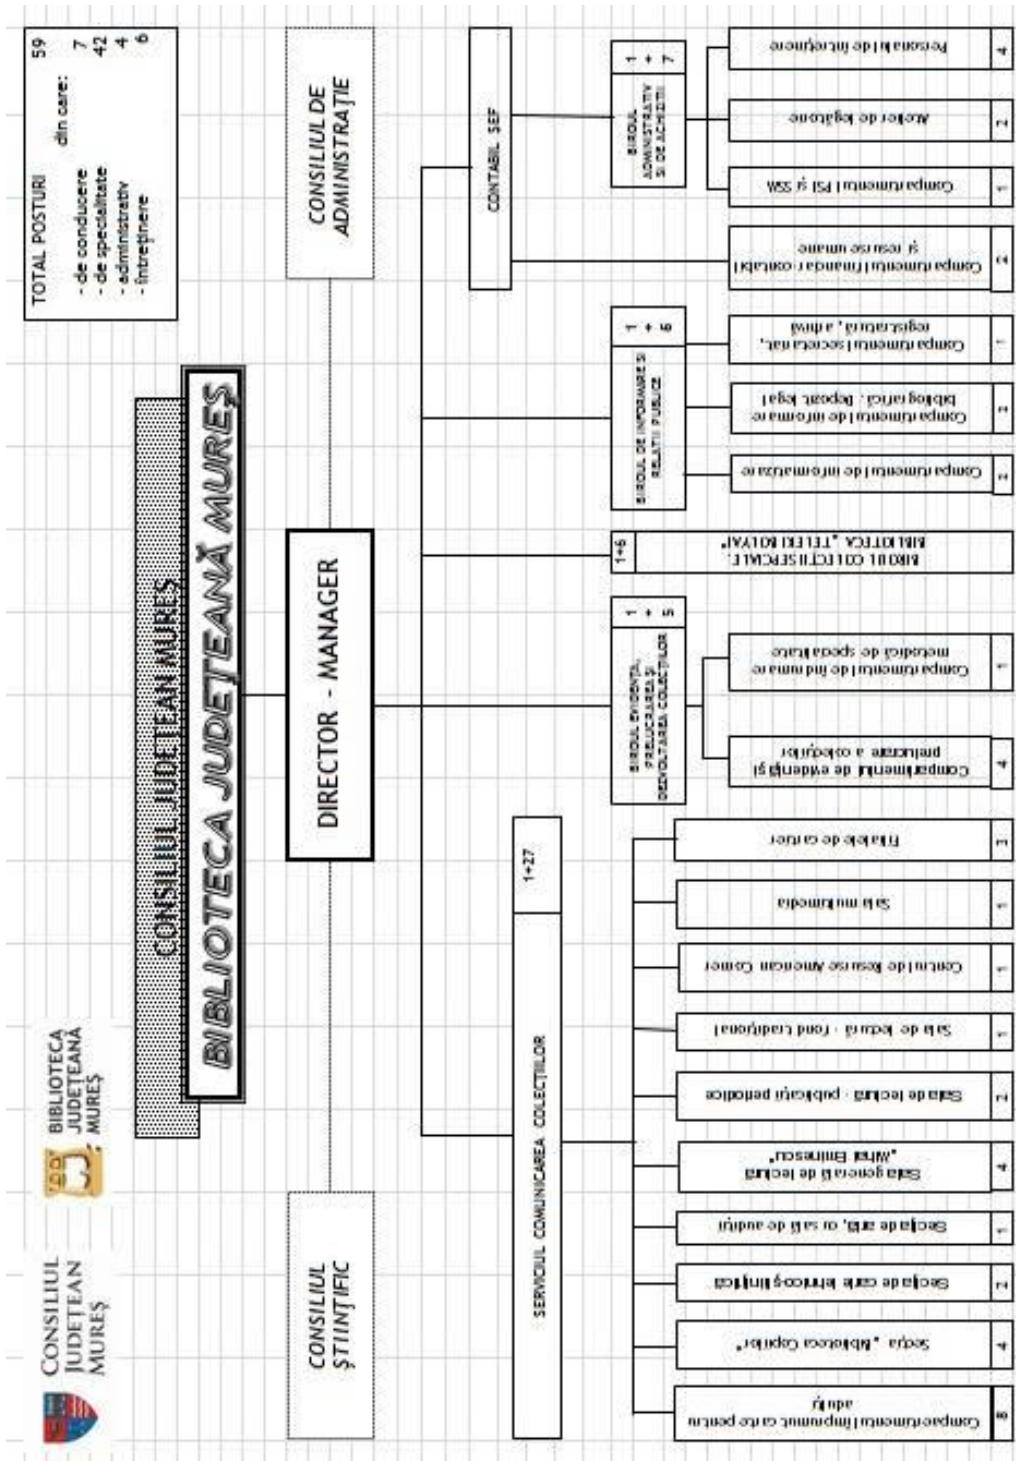 CONSILIUL
JUDEȚEAN
MUREȘ
BIBLIOTECA
JUDEȚEANĂ
MUREȘ
TOTAL POSTURI 59
din care:
- de conducere 7
- de specialitate 42
- administrativ 4
- întreținere 6
CONSILIUL JUDEȚEAN MUREȘ
BIBLIOTECA JUDEȚEANĂ MUREȘ
CONSILIUL
ȘTIINȚIFIC
DIRECTOR - MANAGER
CONSILIUL DE
ADMINISTRAȚIE
CONTABIL ȘEF
SERVICIUL COMUNICAREA COLECȚIILOR 1+27
BIROUL EVIDENȚA,
PRELUCRAREA ȘI
DEZVOLTAREA COLECȚIILOR
1
+
5
1+6
BIROUL COLECȚII SEPCIALE.
BIBLIOTECA „TELEKI BOLYAI"
BIROUL DE INFORMARE ȘI
RELAȚII PUBLICE
1
+
6
BIROUL
ADMINISTRATIV
ȘI DE ACHIZIȚII
1
+
7
Compaertimentul împrumut carte pentru
adulți
8
Secția „Biblioteca Copiilor"
4
Secția de carte tehnico-științifică
2
Secția de artă, cu sală de audiții
1
Sala generală de lectură
„Mihai Eminescu"
4
Sala de lectură - publicații periodice
2
Sala de lectură - fond tradițional
1
Centrul de Resurse American Corner
1
Sala multimedia
1
Filialele de cartier
3
Compartimentul de evidență și
prelucrare a colecțiilor
4
Compartimentul de îndrumare
metodică de specialitate
1
Compartimentul de informatizare
2
Compartimentul de informare
bibliografică. Depozit legal
2
Compartimentul secretariat,
registratură, arhivă
1
Compartimentul financiar-contabil
și resurse umane
2
Compartimentul PSI și SSM
1
Atelier de legătorie
2
Personalul de întreținere
4